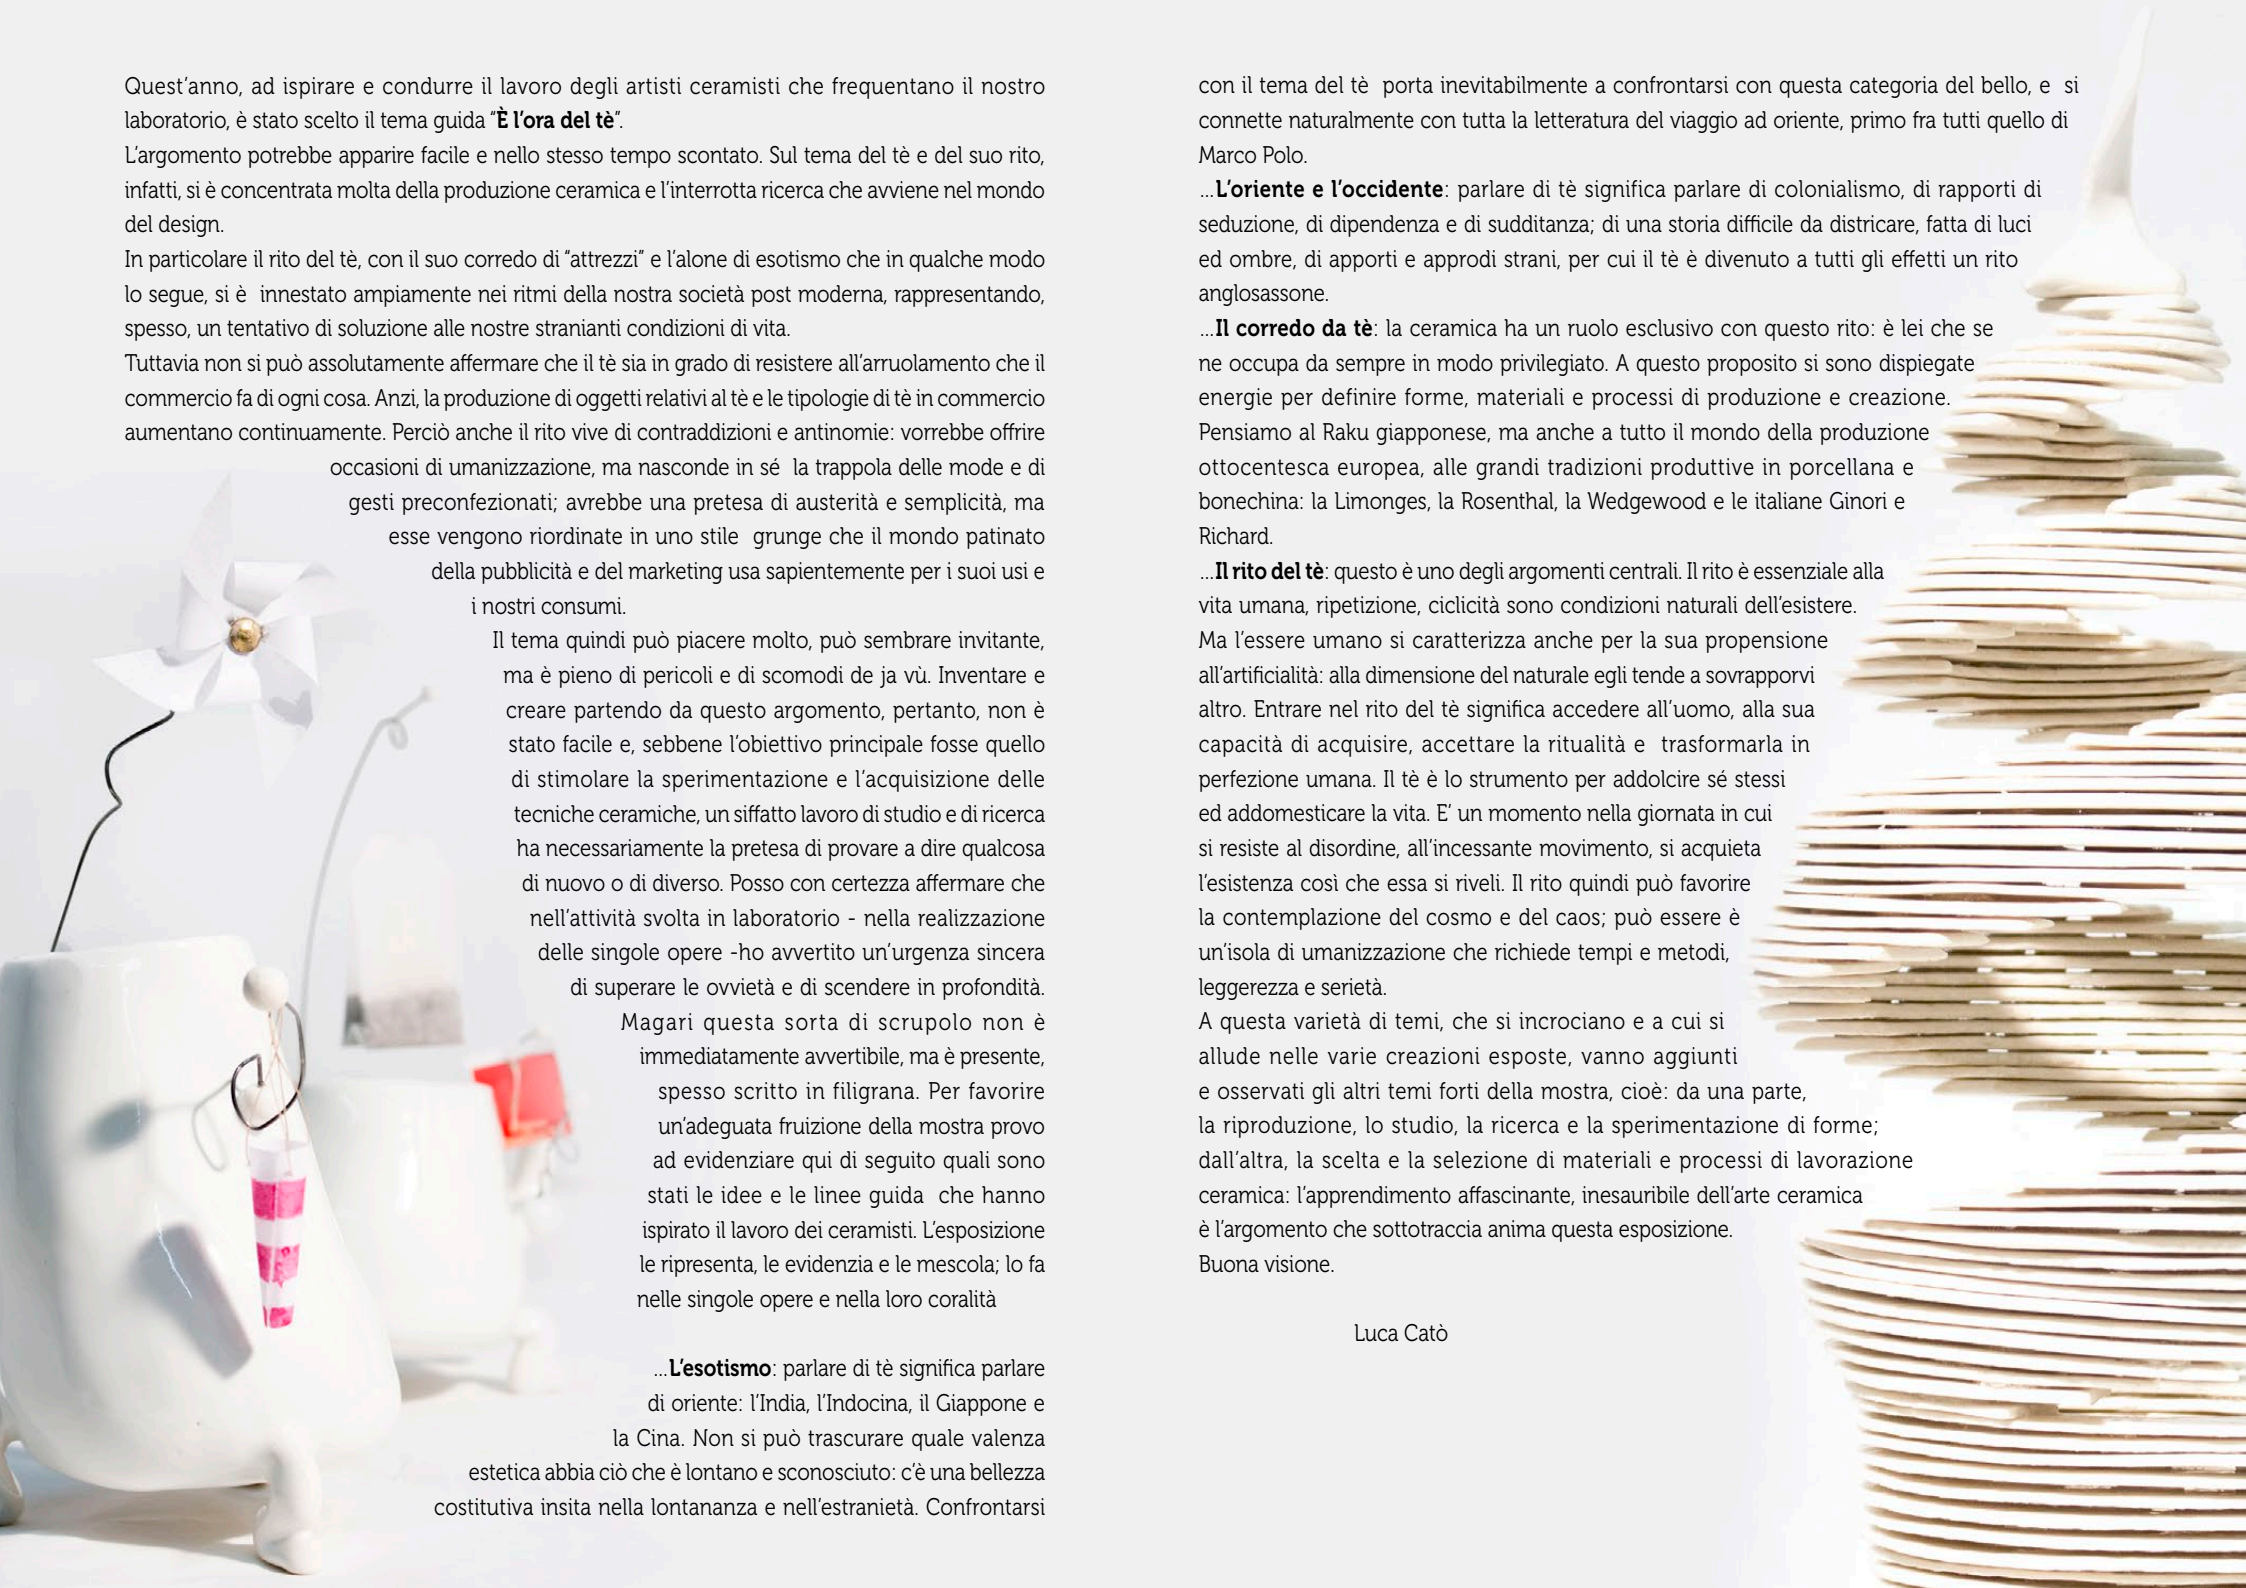 Quest'anno, ad ispirare e condurre il lavoro degli artisti ceramisti che frequentano il nostro
laboratorio, è stato scelto il tema guida "È l'ora del tè".
L'argomento potrebbe apparire facile e nello stesso tempo scontato. Sul tema del tè e del suo rito,
infatti, si è concentrata molta della produzione ceramica e l'interrotta ricerca che avviene nel mondo
del design.
In particolare il rito del tè, con il suo corredo di "attrezzi" e l'alone di esotismo che in qualche modo
lo segue, si è  innestato ampiamente nei ritmi della nostra società post moderna, rappresentando,
spesso, un tentativo di soluzione alle nostre stranianti condizioni di vita.
Tuttavia non si può assolutamente affermare che il tè sia in grado di resistere all'arruolamento che il
commercio fa di ogni cosa. Anzi, la produzione di oggetti relativi al tè e le tipologie di tè in commercio
aumentano continuamente. Perciò anche il rito vive di contraddizioni e antinomie: vorrebbe offrire
occasioni di umanizzazione, ma nasconde in sé  la trappola delle mode e di
gesti preconfezionati; avrebbe una pretesa di austerità e semplicità, ma
esse vengono riordinate in uno stile  grunge che il mondo patinato
della pubblicità e del marketing usa sapientemente per i suoi usi e
i nostri consumi.
Il tema quindi può piacere molto, può sembrare invitante,
ma è pieno di pericoli e di scomodi de ja vù. Inventare e
creare partendo da questo argomento, pertanto, non è
stato facile e, sebbene l'obiettivo principale fosse quello
di stimolare la sperimentazione e l'acquisizione delle
tecniche ceramiche, un siffatto lavoro di studio e di ricerca
ha necessariamente la pretesa di provare a dire qualcosa
di nuovo o di diverso. Posso con certezza affermare che
nell'attività svolta in laboratorio - nella realizzazione
delle singole opere -ho avvertito un'urgenza sincera
di superare le ovvietà e di scendere in profondità.
Magari questa sorta di scrupolo non è
immediatamente avvertibile, ma è presente,
spesso scritto in filigrana. Per favorire
un'adeguata fruizione della mostra provo
ad evidenziare qui di seguito quali sono
stati le idee e le linee guida  che hanno
ispirato il lavoro dei ceramisti. L'esposizione
le ripresenta, le evidenzia e le mescola; lo fa
nelle singole opere e nella loro coralità
...L'esotismo: parlare di tè significa parlare
di oriente: l'India, l'Indocina, il Giappone e
la Cina. Non si può trascurare quale valenza
estetica abbia ciò che è lontano e sconosciuto: c'è una bellezza
costitutiva insita nella lontananza e nell'estranietà. Confrontarsi
con il tema del tè  porta inevitabilmente a confrontarsi con questa categoria del bello, e  si
connette naturalmente con tutta la letteratura del viaggio ad oriente, primo fra tutti quello di
Marco Polo.
...L'oriente e l'occidente: parlare di tè significa parlare di colonialismo, di rapporti di
seduzione, di dipendenza e di sudditanza; di una storia difficile da districare, fatta di luci
ed ombre, di apporti e approdi strani, per cui il tè è divenuto a tutti gli effetti un rito
anglosassone.
...Il corredo da tè: la ceramica ha un ruolo esclusivo con questo rito: è lei che se
ne occupa da sempre in modo privilegiato. A questo proposito si sono dispiegate
energie per definire forme, materiali e processi di produzione e creazione.
Pensiamo al Raku giapponese, ma anche a tutto il mondo della produzione
ottocentesca europea, alle grandi tradizioni produttive in porcellana e
bonechina: la Limonges, la Rosenthal, la Wedgewood e le italiane Ginori e
Richard.
...Il rito del tè: questo è uno degli argomenti centrali. Il rito è essenziale alla
vita umana, ripetizione, ciclicità sono condizioni naturali dell'esistere.
Ma l'essere umano si caratterizza anche per la sua propensione
all'artificialità: alla dimensione del naturale egli tende a sovrapporvi
altro. Entrare nel rito del tè significa accedere all'uomo, alla sua
capacità di acquisire, accettare la ritualità e  trasformarla in
perfezione umana. Il tè è lo strumento per addolcire sé stessi
ed addomesticare la vita. E' un momento nella giornata in cui
si resiste al disordine, all'incessante movimento, si acquieta
l'esistenza così che essa si riveli. Il rito quindi può favorire
la contemplazione del cosmo e del caos; può essere è
un'isola di umanizzazione che richiede tempi e metodi,
leggerezza e serietà.
A questa varietà di temi, che si incrociano e a cui si
allude nelle varie creazioni esposte, vanno aggiunti
e osservati gli altri temi forti della mostra, cioè: da una parte,
la riproduzione, lo studio, la ricerca e la sperimentazione di forme;
dall'altra, la scelta e la selezione di materiali e processi di lavorazione
ceramica: l'apprendimento affascinante, inesauribile dell'arte ceramica
è l'argomento che sottotraccia anima questa esposizione.
Buona visione.
Luca Catò